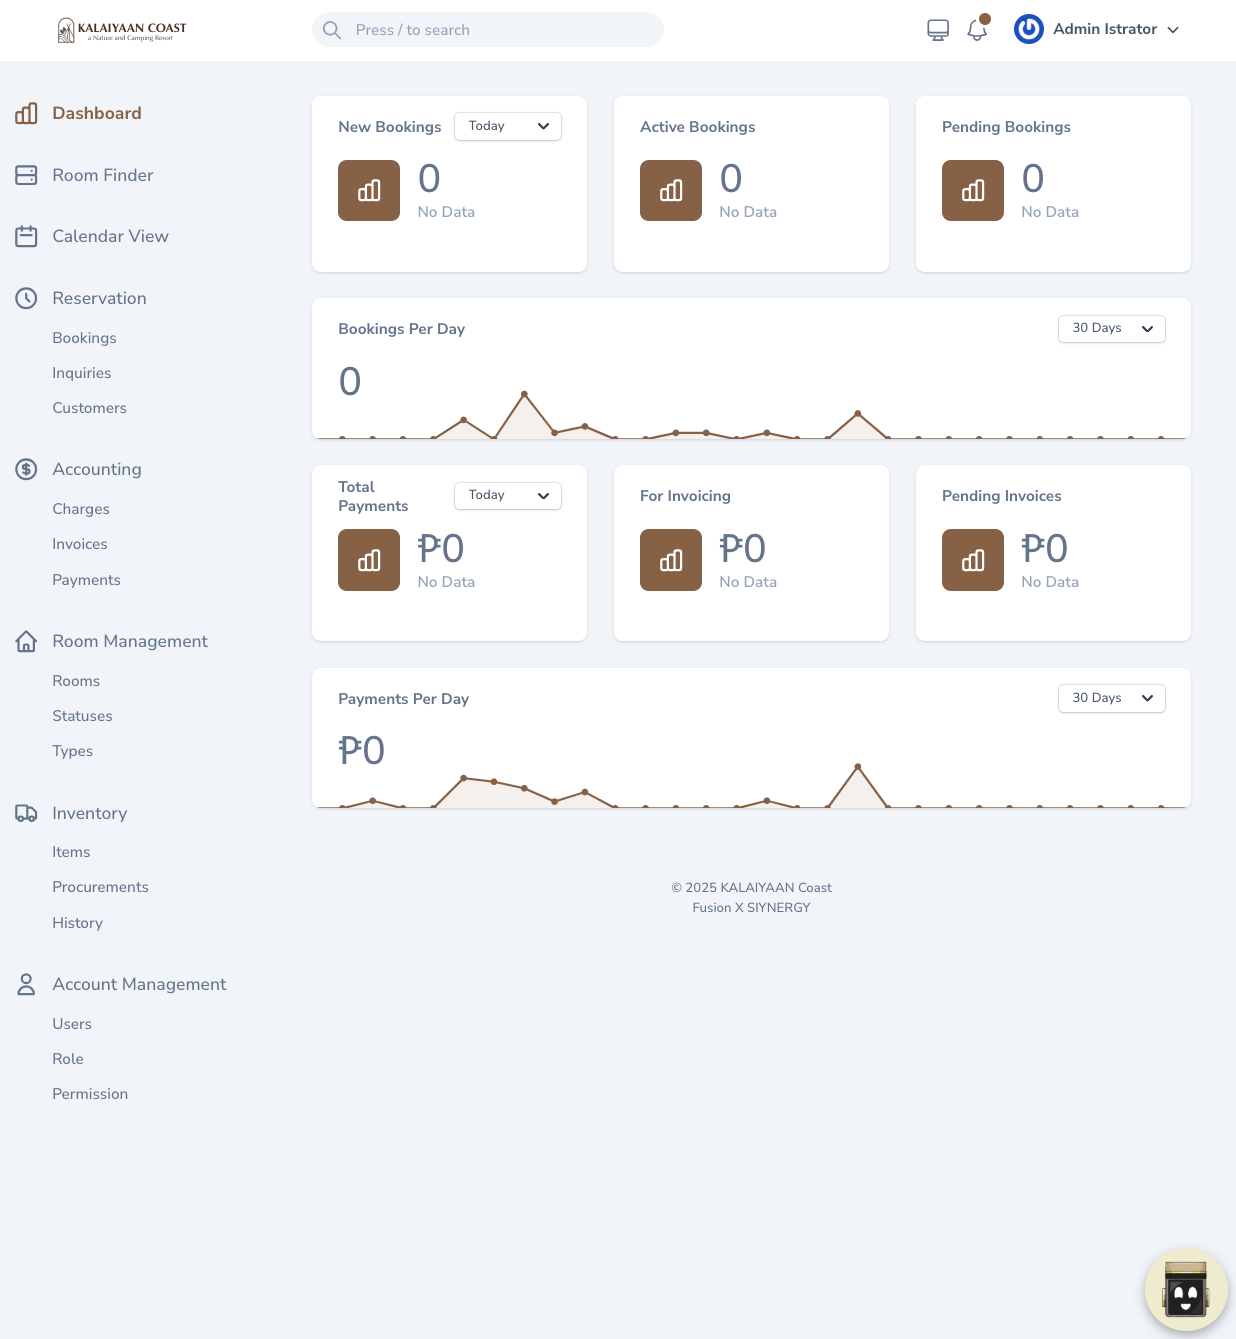 KALAIYAAN COAST
a Nature and Camping Resort
Press / to search
Admin Istrator
Dashboard
Room Finder
Calendar View
Reservation
Bookings
Inquiries
Customers
Accounting
Charges
Invoices
Payments
Room Management
Rooms
Statuses
Types
Inventory
Items
Procurements
History
Account Management
Users
Role
Permission
New Bookings
Today
0
No Data
Active Bookings
0
No Data
Pending Bookings
0
No Data
Bookings Per Day
30 Days
0
Total
Payments
Today
₱0
No Data
For Invoicing
₱0
No Data
Pending Invoices
₱0
No Data
Payments Per Day
30 Days
₱0
© 2025 KALAIYAAN Coast
Fusion X SIYNERGY